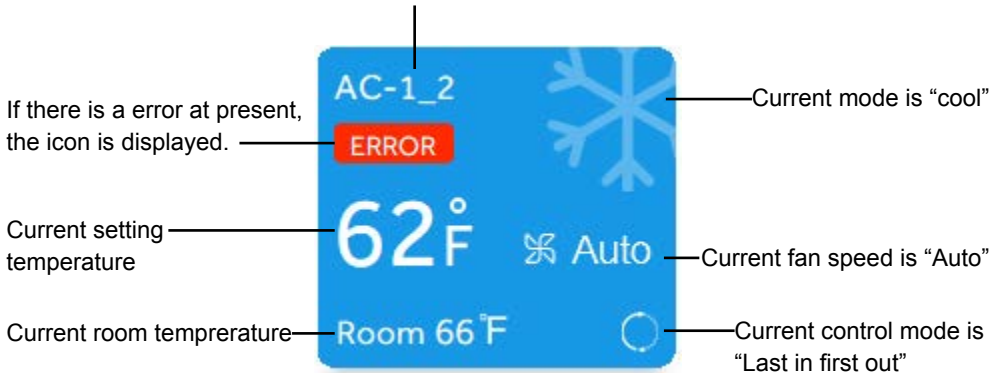 AC-1_2
If there is a error at present,
the icon is displayed.
ERROR
Current mode is “cool”
Current setting
temperature
62°F
Auto
Current fan speed is “Auto”
Current room temprerature
Room 66°F
Current control mode is
“Last in first out”